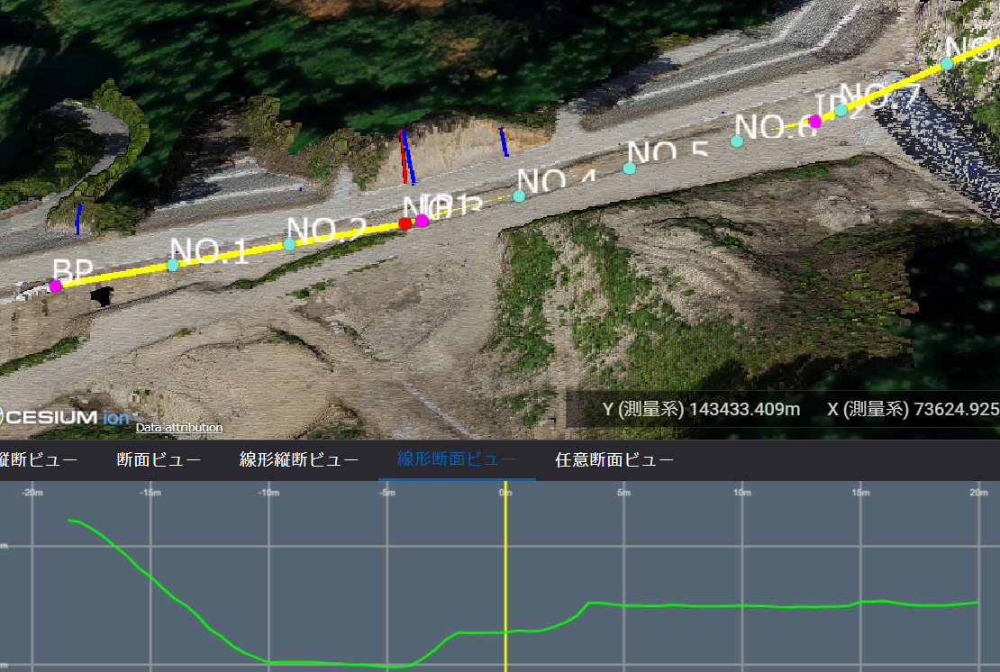 NO.7
NO.6
NO.5
NO.4
NO.2
NO.1
BP
CESIUM ion
Data attribution
Y (測量系) 143433.409m X (測量系) 73624.925
縦断ビュー 断面ビュー 線形縦断ビュー 線形断面ビュー 任意断面ビュー
-20m -15m -10m -5m 0m 5m 10m 15m 20m